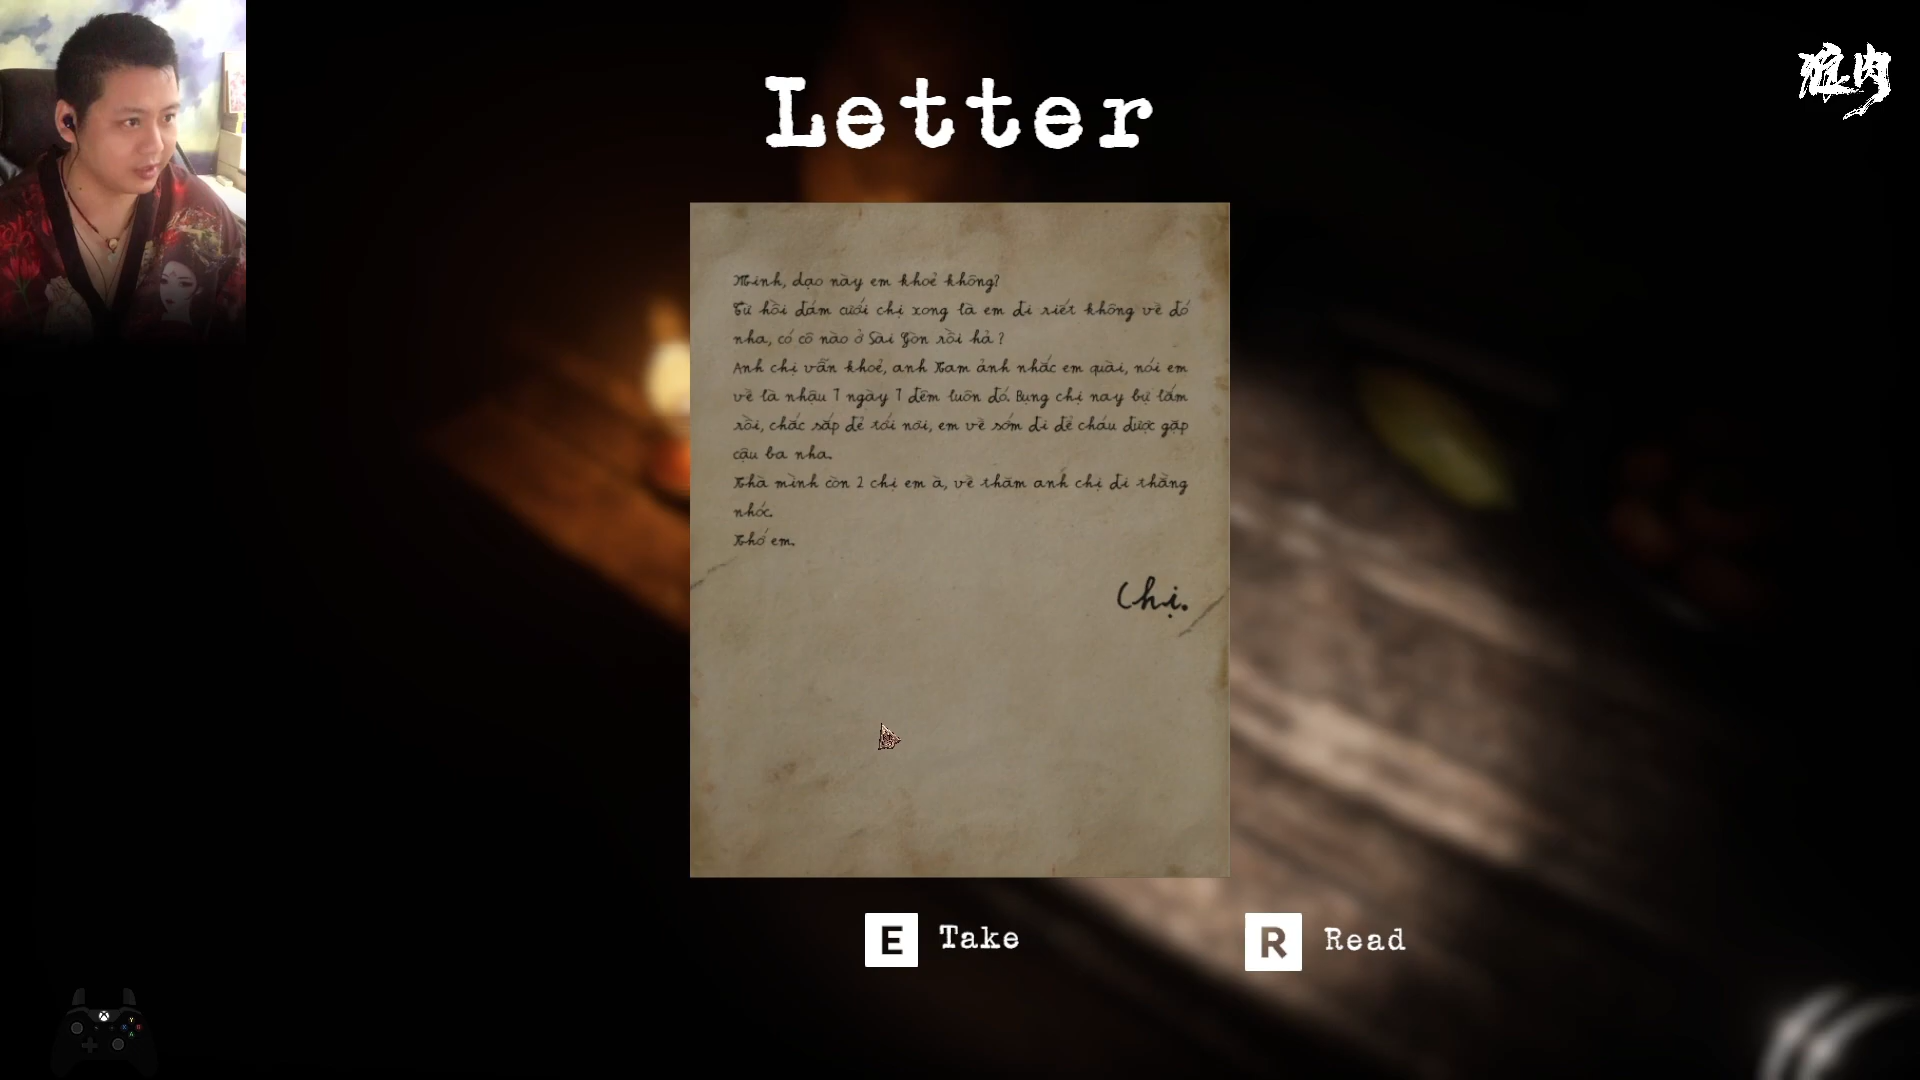 Letter
狠肉
Minh, dạo này em khoẻ không?
Từ hồi đám cưới chị xong là em đi riết không về đó
nha, có cô nào ở Sài Gòn rồi hả ?
Anh chị vẫn khoẻ, anh Nam ảnh nhắc em quài, nói em
về là nhậu 7 ngày 7 đêm luôn đó. Bụng chị nay bự lắm
rồi, chắc sắp đẻ tới nơi, em về sớm đi để cháu được gặp
cậu ba nha.
Nhà mình còn 2 chị em à, về thăm anh chị đi thằng
nhóc.
Nhớ em.
Chị.
E Take
R Read